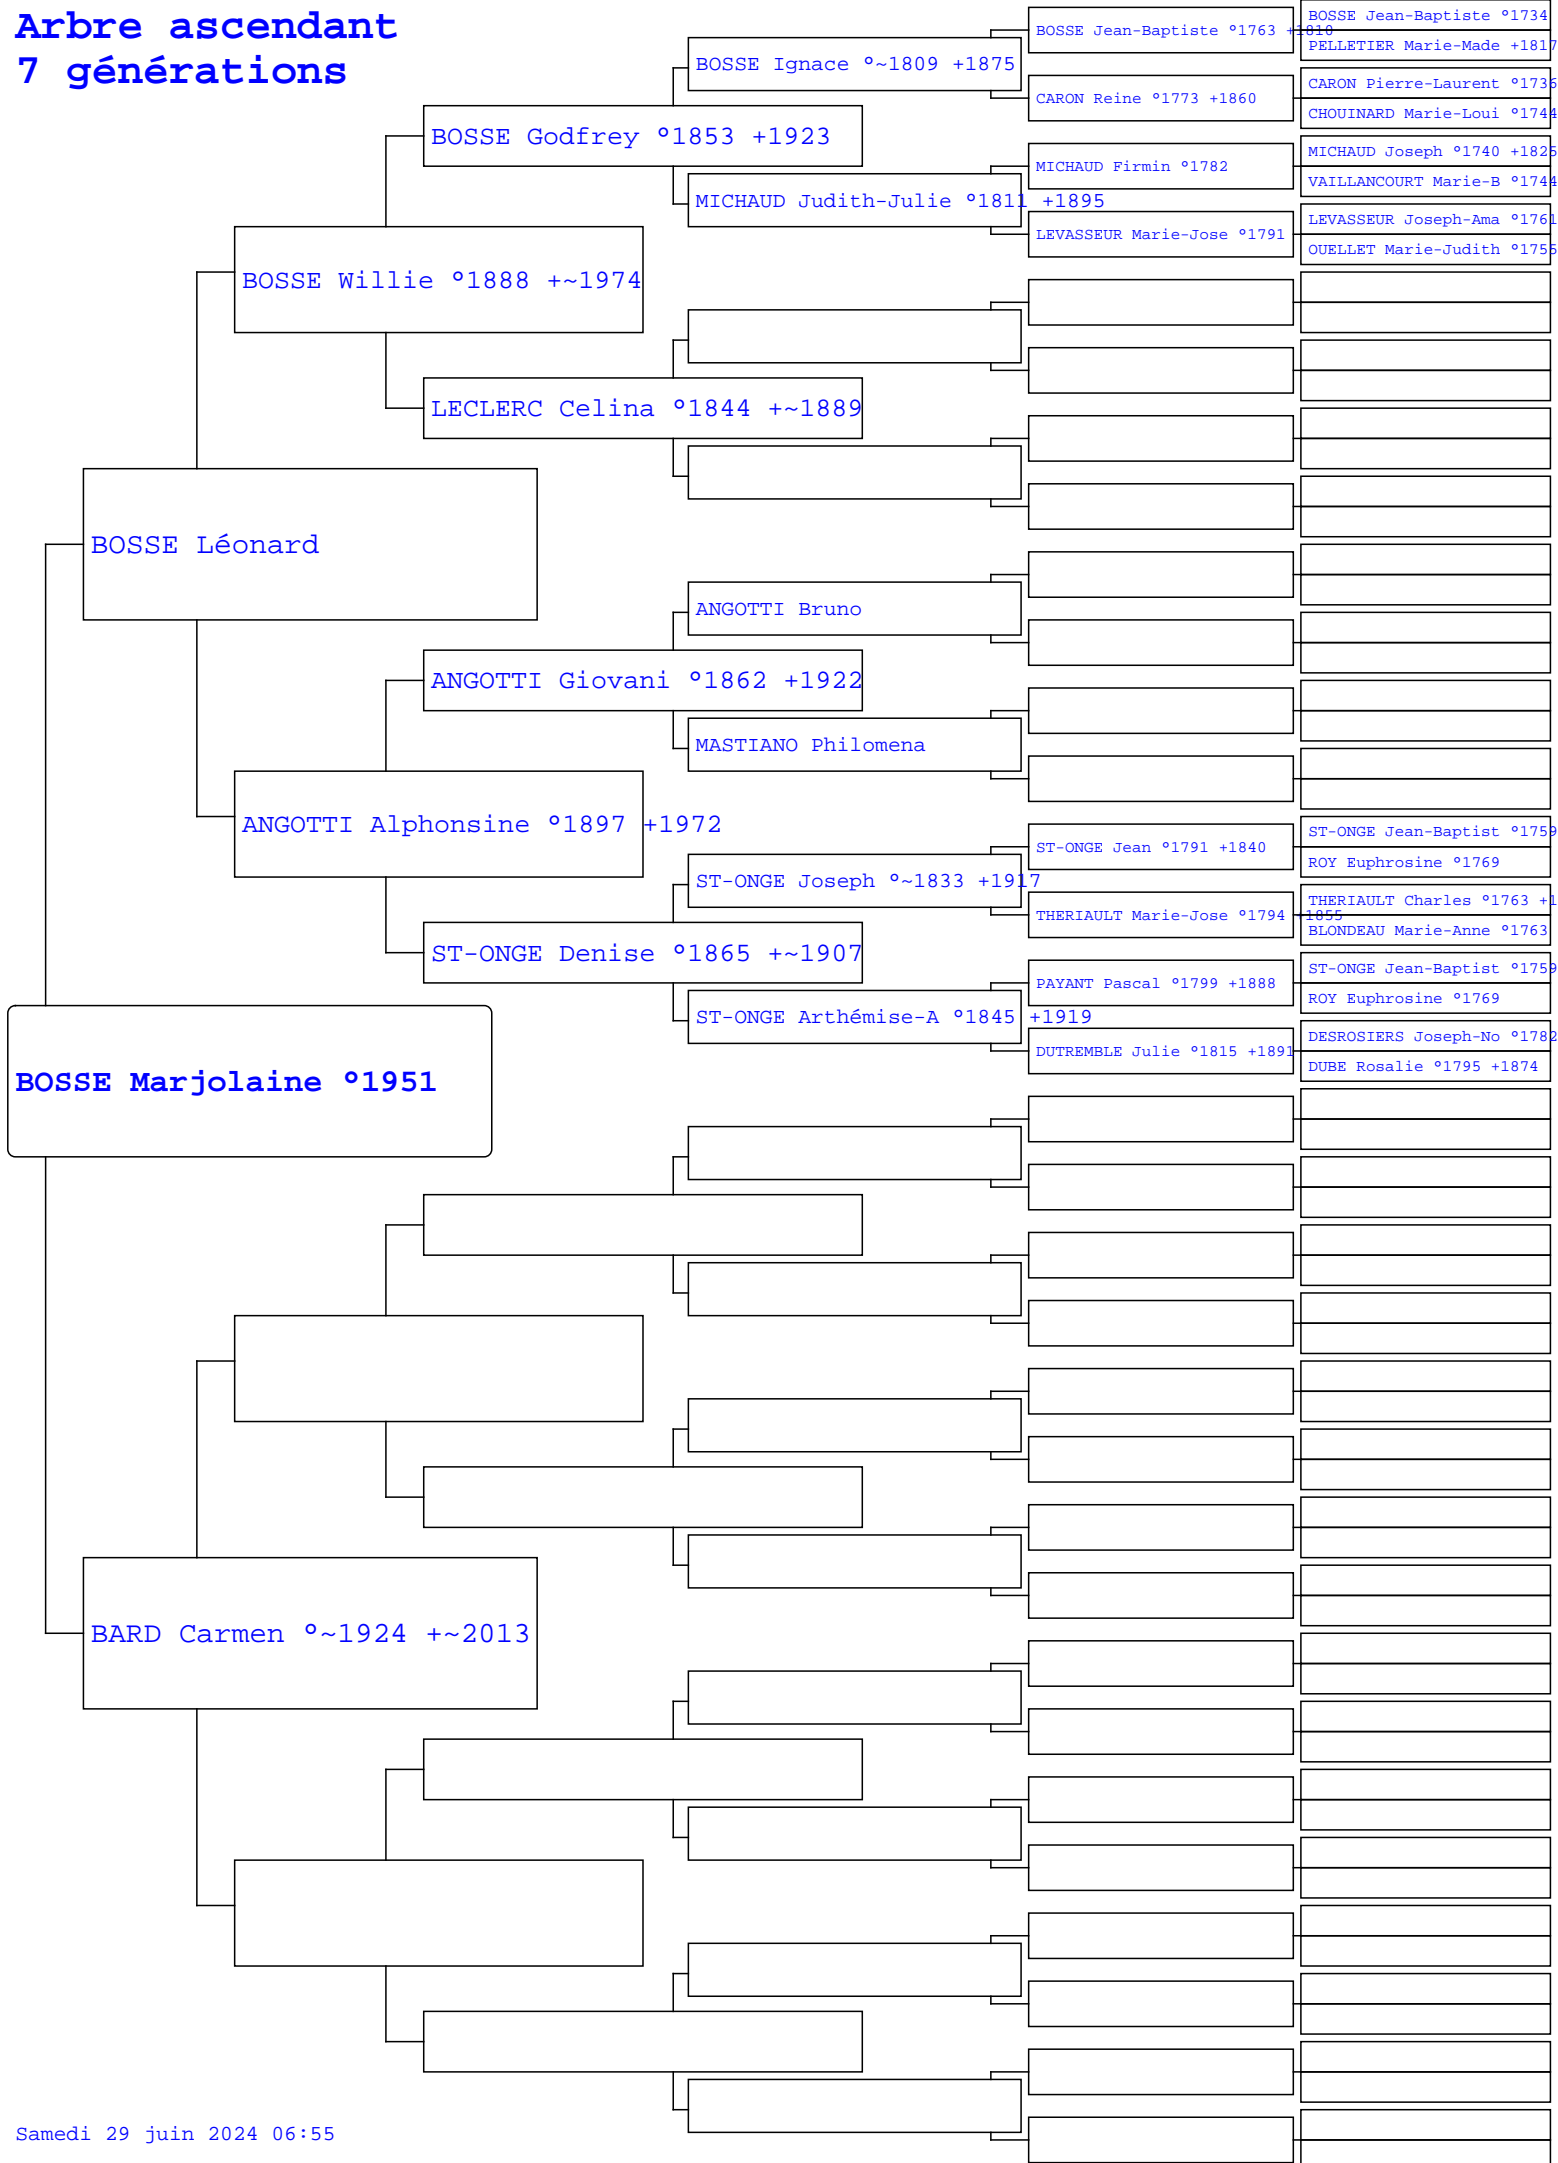 Arbre ascendant
7 générations
BOSSE Jean-Baptiste °1734
BOSSE Jean-Baptiste °1763 +1810
PELLETIER Marie-Made +1817
BOSSE Ignace °~1809 +1875
CARON Pierre-Laurent °1736
CARON Reine °1773 +1860
CHOUINARD Marie-Loui °1744
BOSSE Godfrey °1853 +1923
MICHAUD Joseph °1740 +1825
MICHAUD Firmin °1782
VAILLANCOURT Marie-B °1744
MICHAUD Judith-Julie °1811 +1895
LEVASSEUR Joseph-Ama °1761
LEVASSEUR Marie-Jose °1791
OUELLET Marie-Judith °1755
BOSSE Willie °1888 +~1974
LECLERC Celina °1844 +~1889
BOSSE Léonard
ANGOTTI Bruno
ANGOTTI Giovani °1862 +1922
MASTIANO Philomena
ANGOTTI Alphonsine °1897 +1972
ST-ONGE Jean-Baptist °1759
ST-ONGE Jean °1791 +1840
ROY Euphrosine °1769
ST-ONGE Joseph °~1833 +1917
THERIAULT Charles °1763 +1
THERIAULT Marie-Jose °1794 +1855
BLONDEAU Marie-Anne °1763
ST-ONGE Denise °1865 +~1907
ST-ONGE Jean-Baptist °1759
PAYANT Pascal °1799 +1888
ROY Euphrosine °1769
ST-ONGE Arthémise-A °1845 +1919
DESROSIERS Joseph-No °1782
DUTREMBLE Julie °1815 +1891
DUBE Rosalie °1795 +1874
BOSSE Marjolaine °1951
BARD Carmen °~1924 +~2013
Samedi 29 juin 2024 06:55